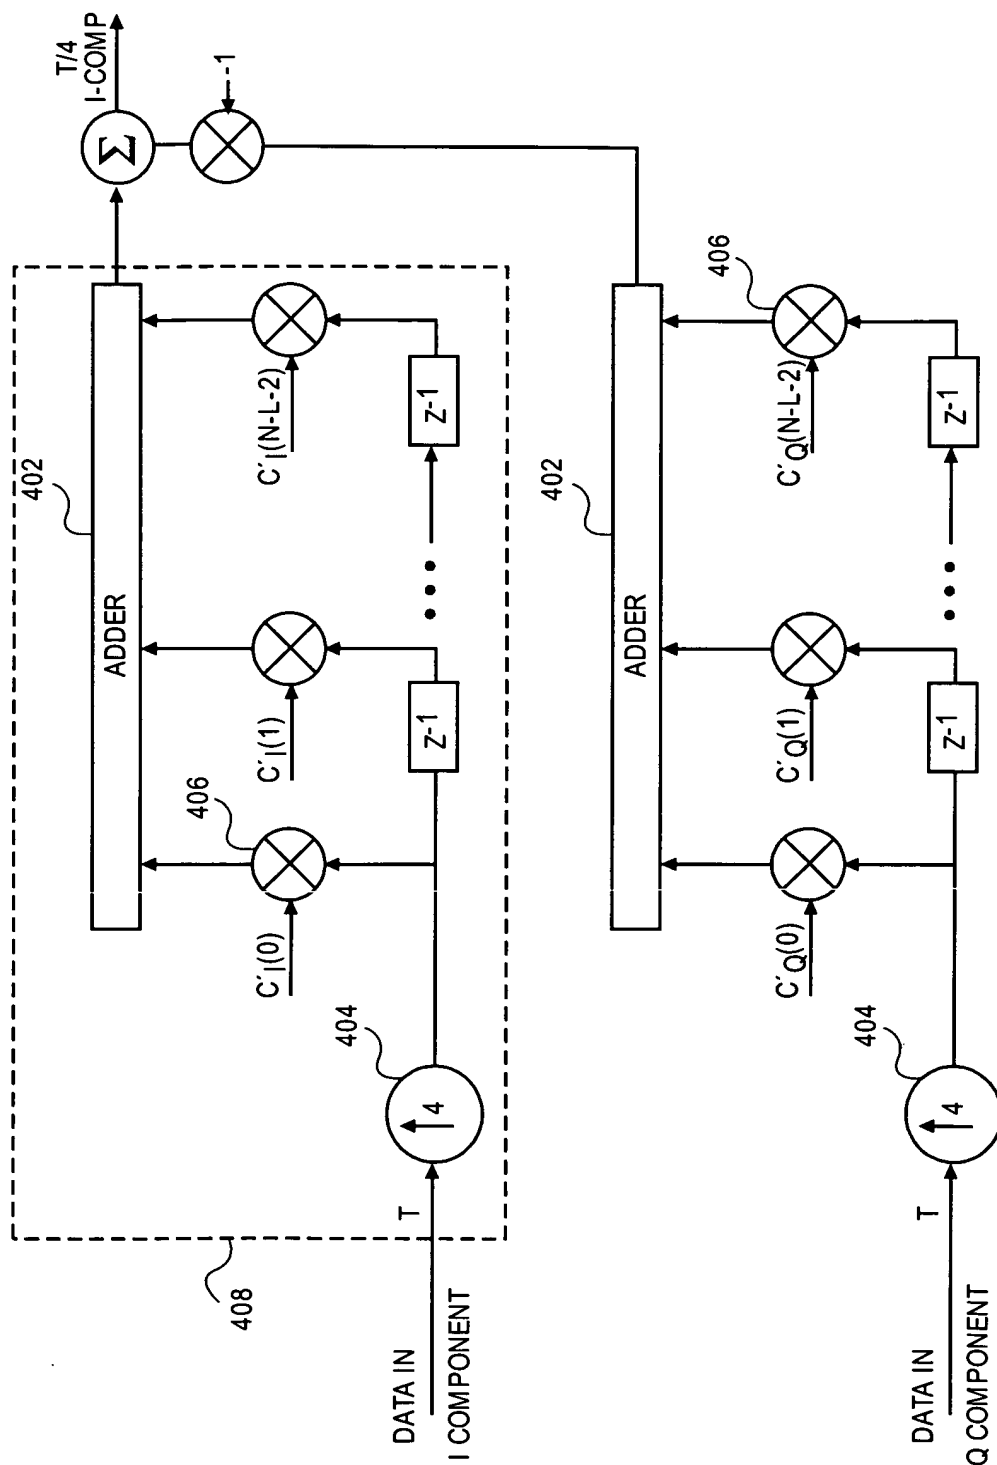 T/4
I-COMP
Σ
-1
402
ADDER
C'I(0)
C'I(1)
C'I(N-L-2)
406
Z-1
Z-1
404
4
T
408
DATA IN
I COMPONENT
402
ADDER
406
C'Q(0)
C'Q(1)
C'Q(N-L-2)
Z-1
Z-1
404
4
T
DATA IN
Q COMPONENT